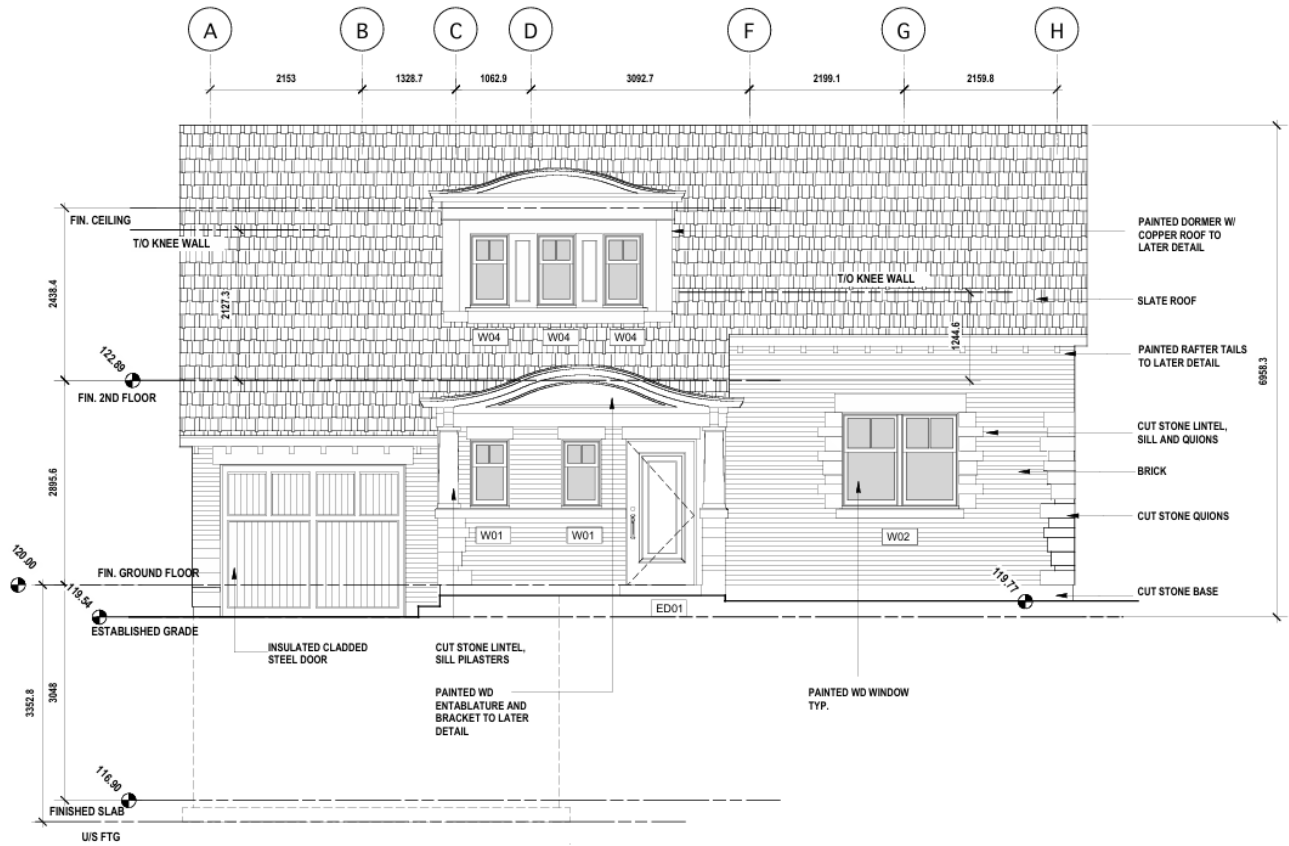 A
B
C
D
F
G
H
2153
1328.7
1062.9
3092.7
2199.1
2159.8
FIN. CEILING
T/O KNEE WALL
PAINTED DORMER W/
COPPER ROOF TO
LATER DETAIL
T/O KNEE WALL
2438.4
2127.3
SLATE ROOF
W04
W04
W04
1244.6
PAINTED RAFTER TAILS
TO LATER DETAIL
6958.3
122.89
FIN. 2ND FLOOR
CUT STONE LINTEL,
SILL AND QUIONS
BRICK
2895.6
CUT STONE QUIONS
W01
W01
W02
120.00
FIN. GROUND FLOOR
119.77
CUT STONE BASE
119.54
ED01
ESTABLISHED GRADE
INSULATED CLADDED
STEEL DOOR
CUT STONE LINTEL,
SILL PILASTERS
PAINTED WD
ENTABLATURE AND
BRACKET TO LATER
DETAIL
PAINTED WD WINDOW
TYP.
3352.8
3048
116.90
FINISHED SLAB
U/S FTG